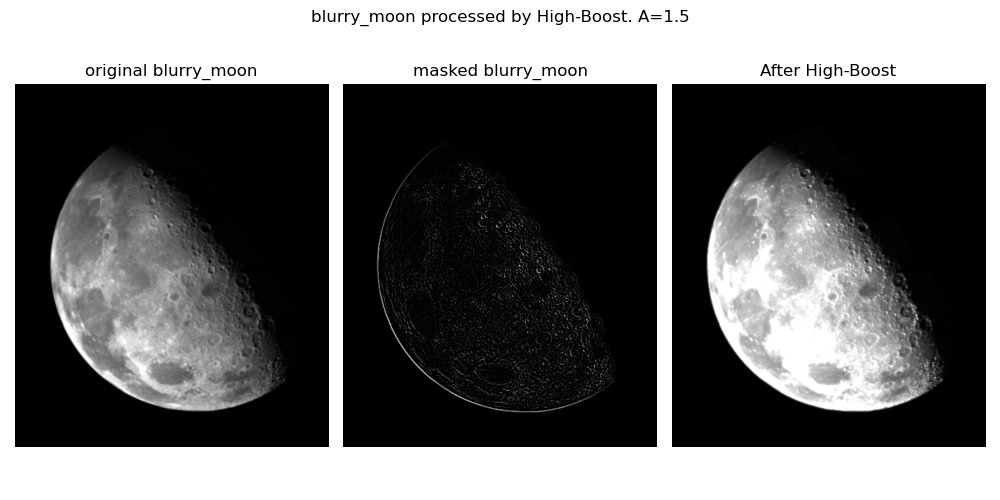 blurry_moon processed by High-Boost. A=1.5
original blurry_moon
masked blurry_moon
After High-Boost